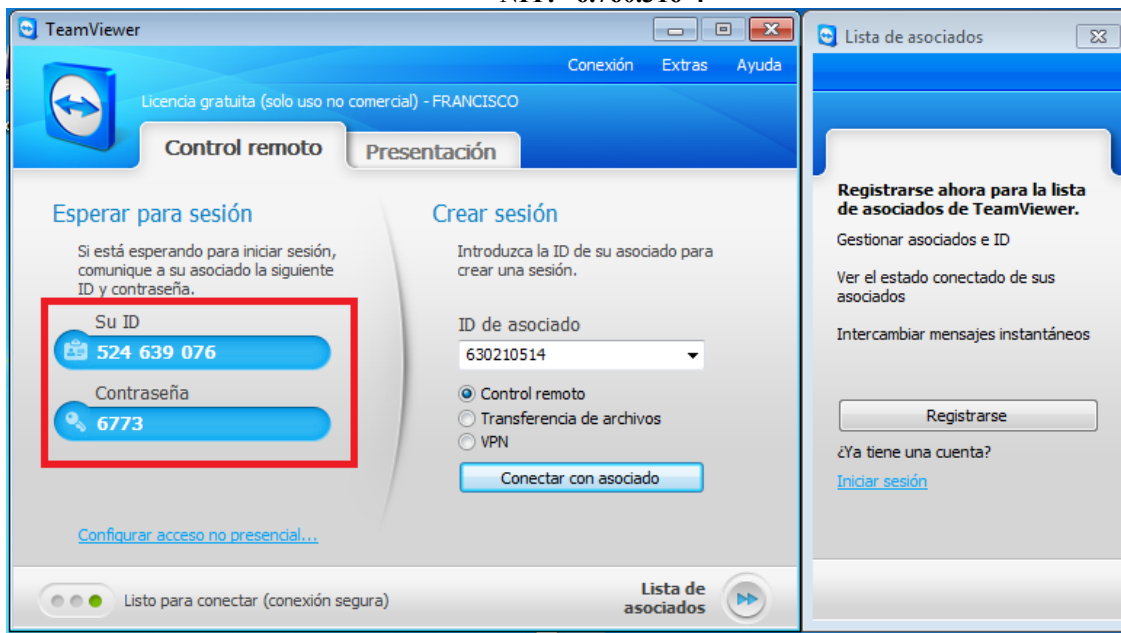 TeamViewer
Conexión Extras Ayuda
Licencia gratuita (solo uso no comercial) - FRANCISCO
Control remoto
Presentación
Esperar para sesión
Si está esperando para iniciar sesión,
comunique a su asociado la siguiente
ID y contraseña.
Su ID
524 639 076
Contraseña
6773
Configurar acceso no presencial...
Crear sesión
Introduzca la ID de su asociado para
crear una sesión.
ID de asociado
630210514
Control remoto
Transferencia de archivos
VPN
Conectar con asociado
Listo para conectar (conexión segura)
Lista de
asociados
Lista de asociados
Registrarse ahora para la lista
de asociados de TeamViewer.
Gestionar asociados e ID
Ver el estado conectado de sus
asociados
Intercambiar mensajes instantáneos
Registrarse
¿Ya tiene una cuenta?
Iniciar sesión